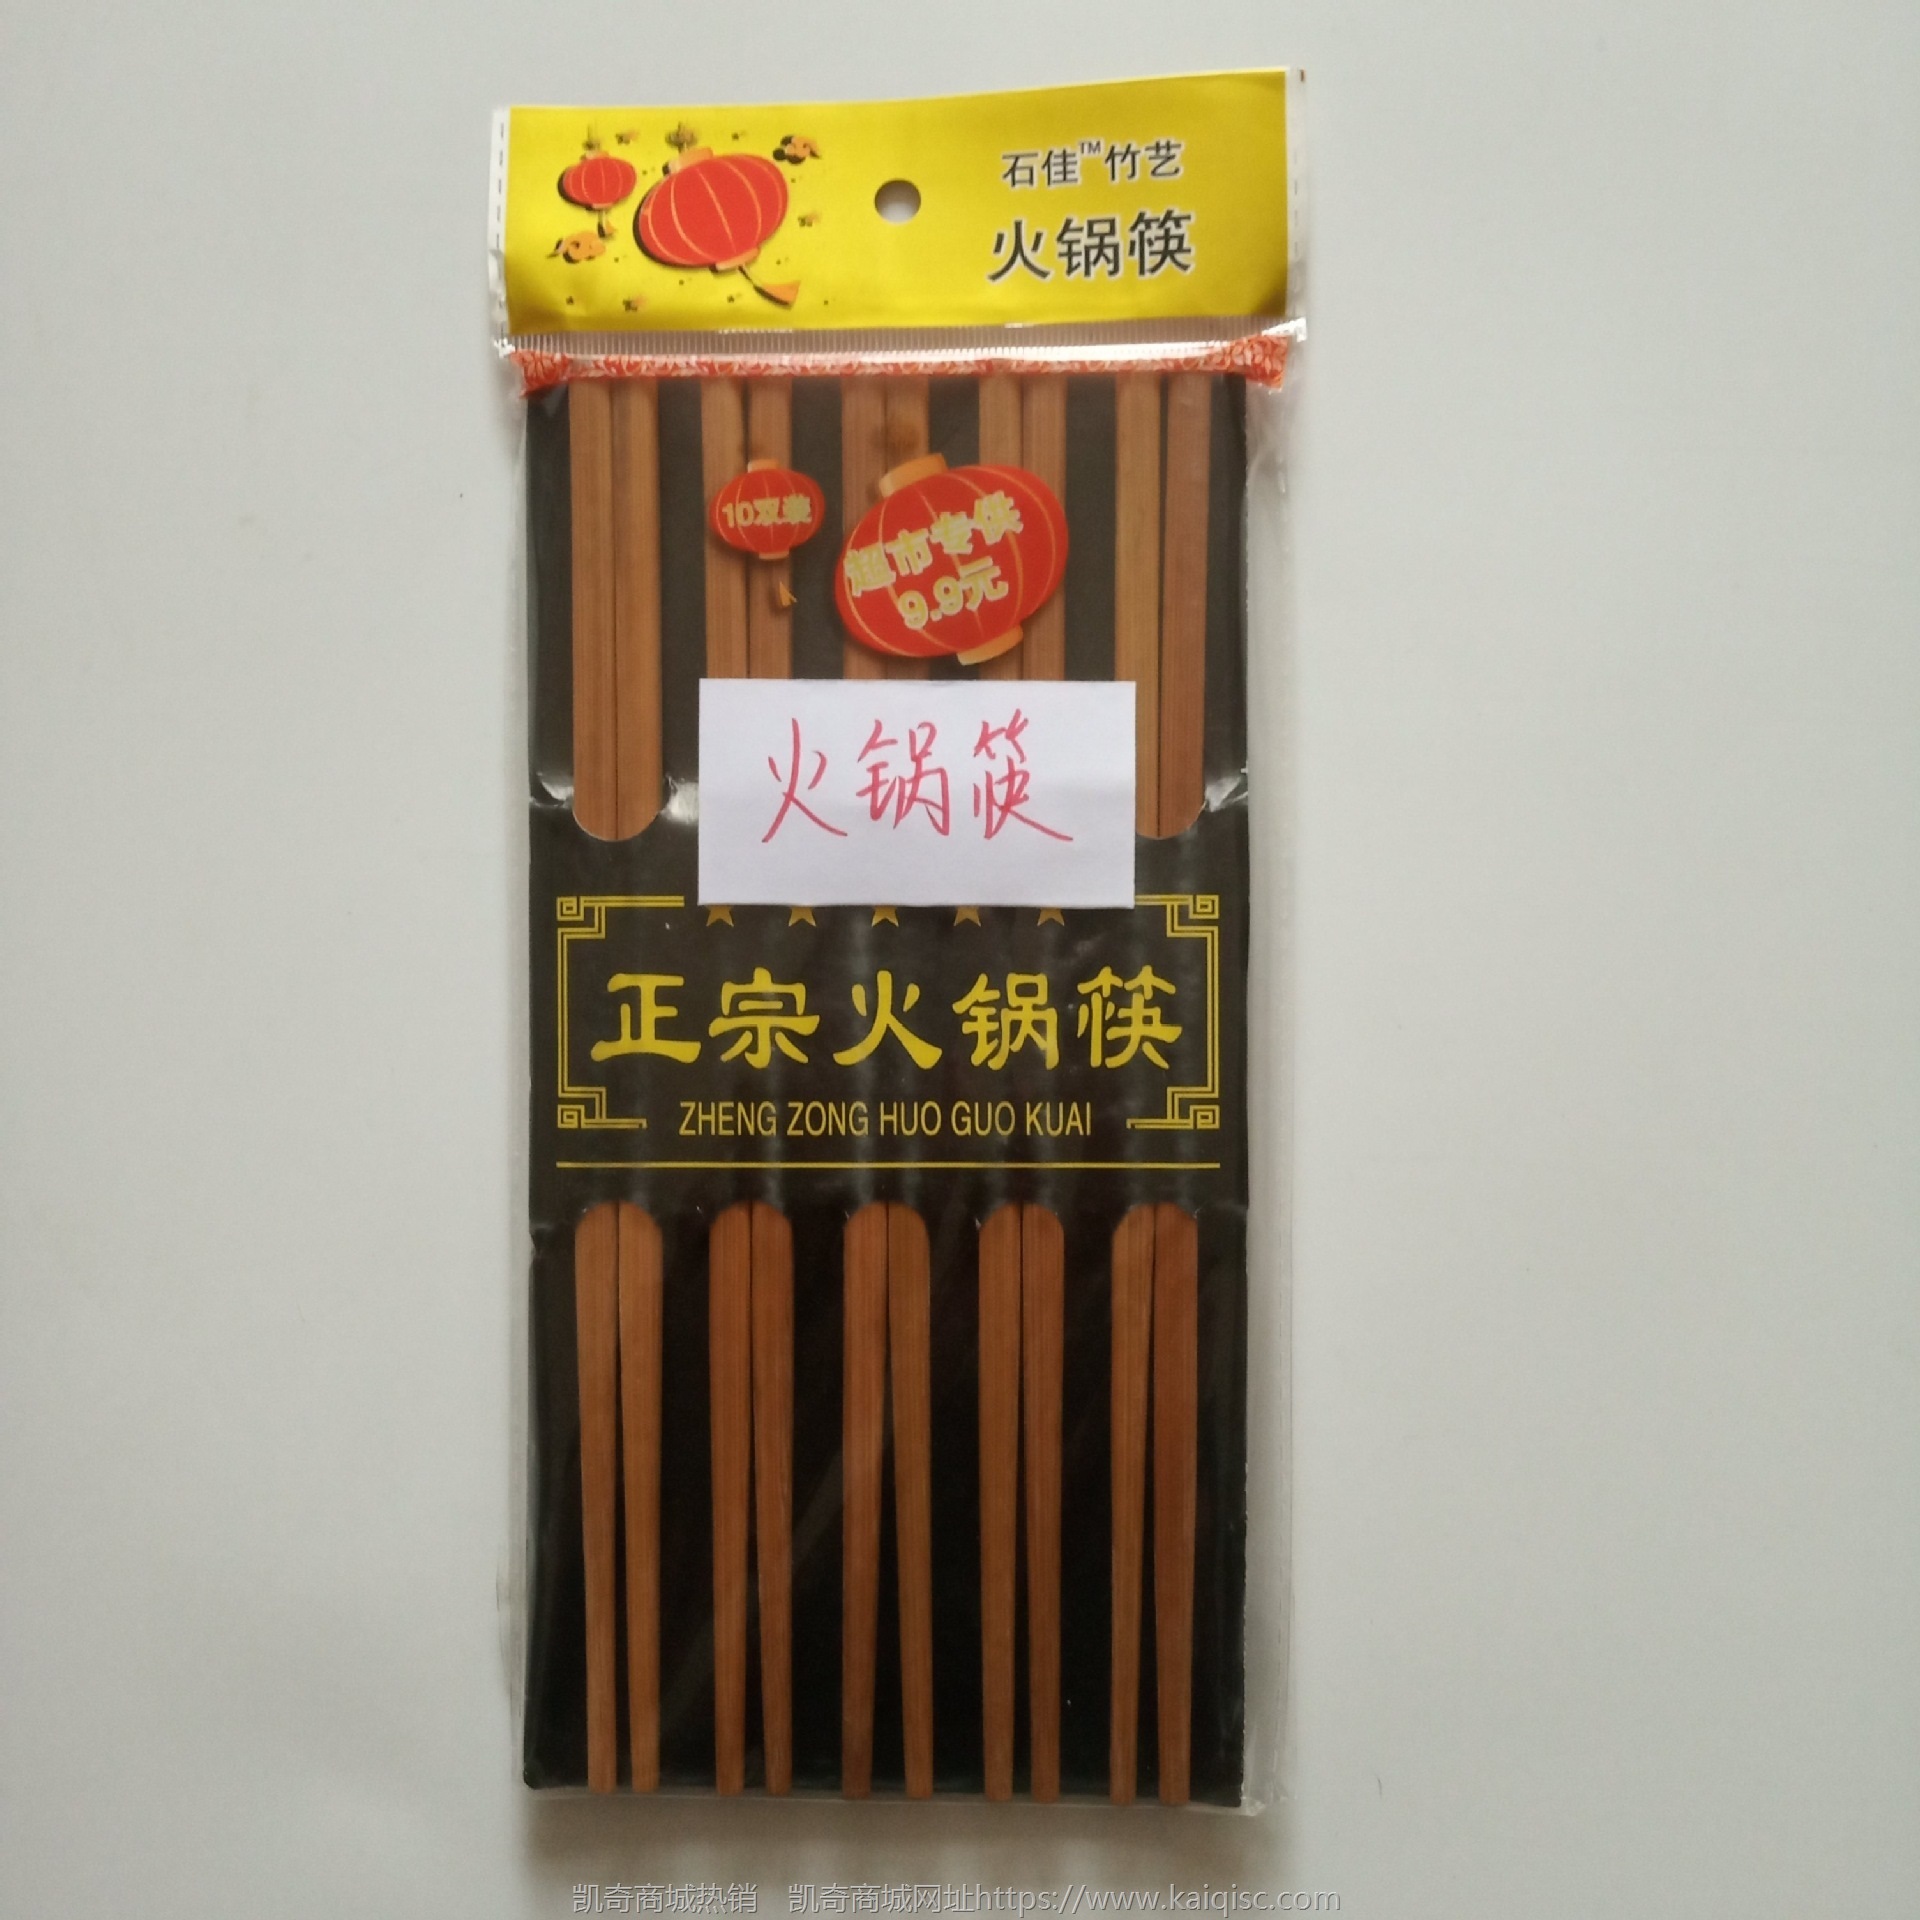 石佳™竹艺
火锅筷
10双装
超市专供
9.9元
火锅筷
正宗火锅筷
ZHENG ZONG HUO GUO KUAI
凯奇商城热销 凯奇商城网址https://www.kaiqisc.com